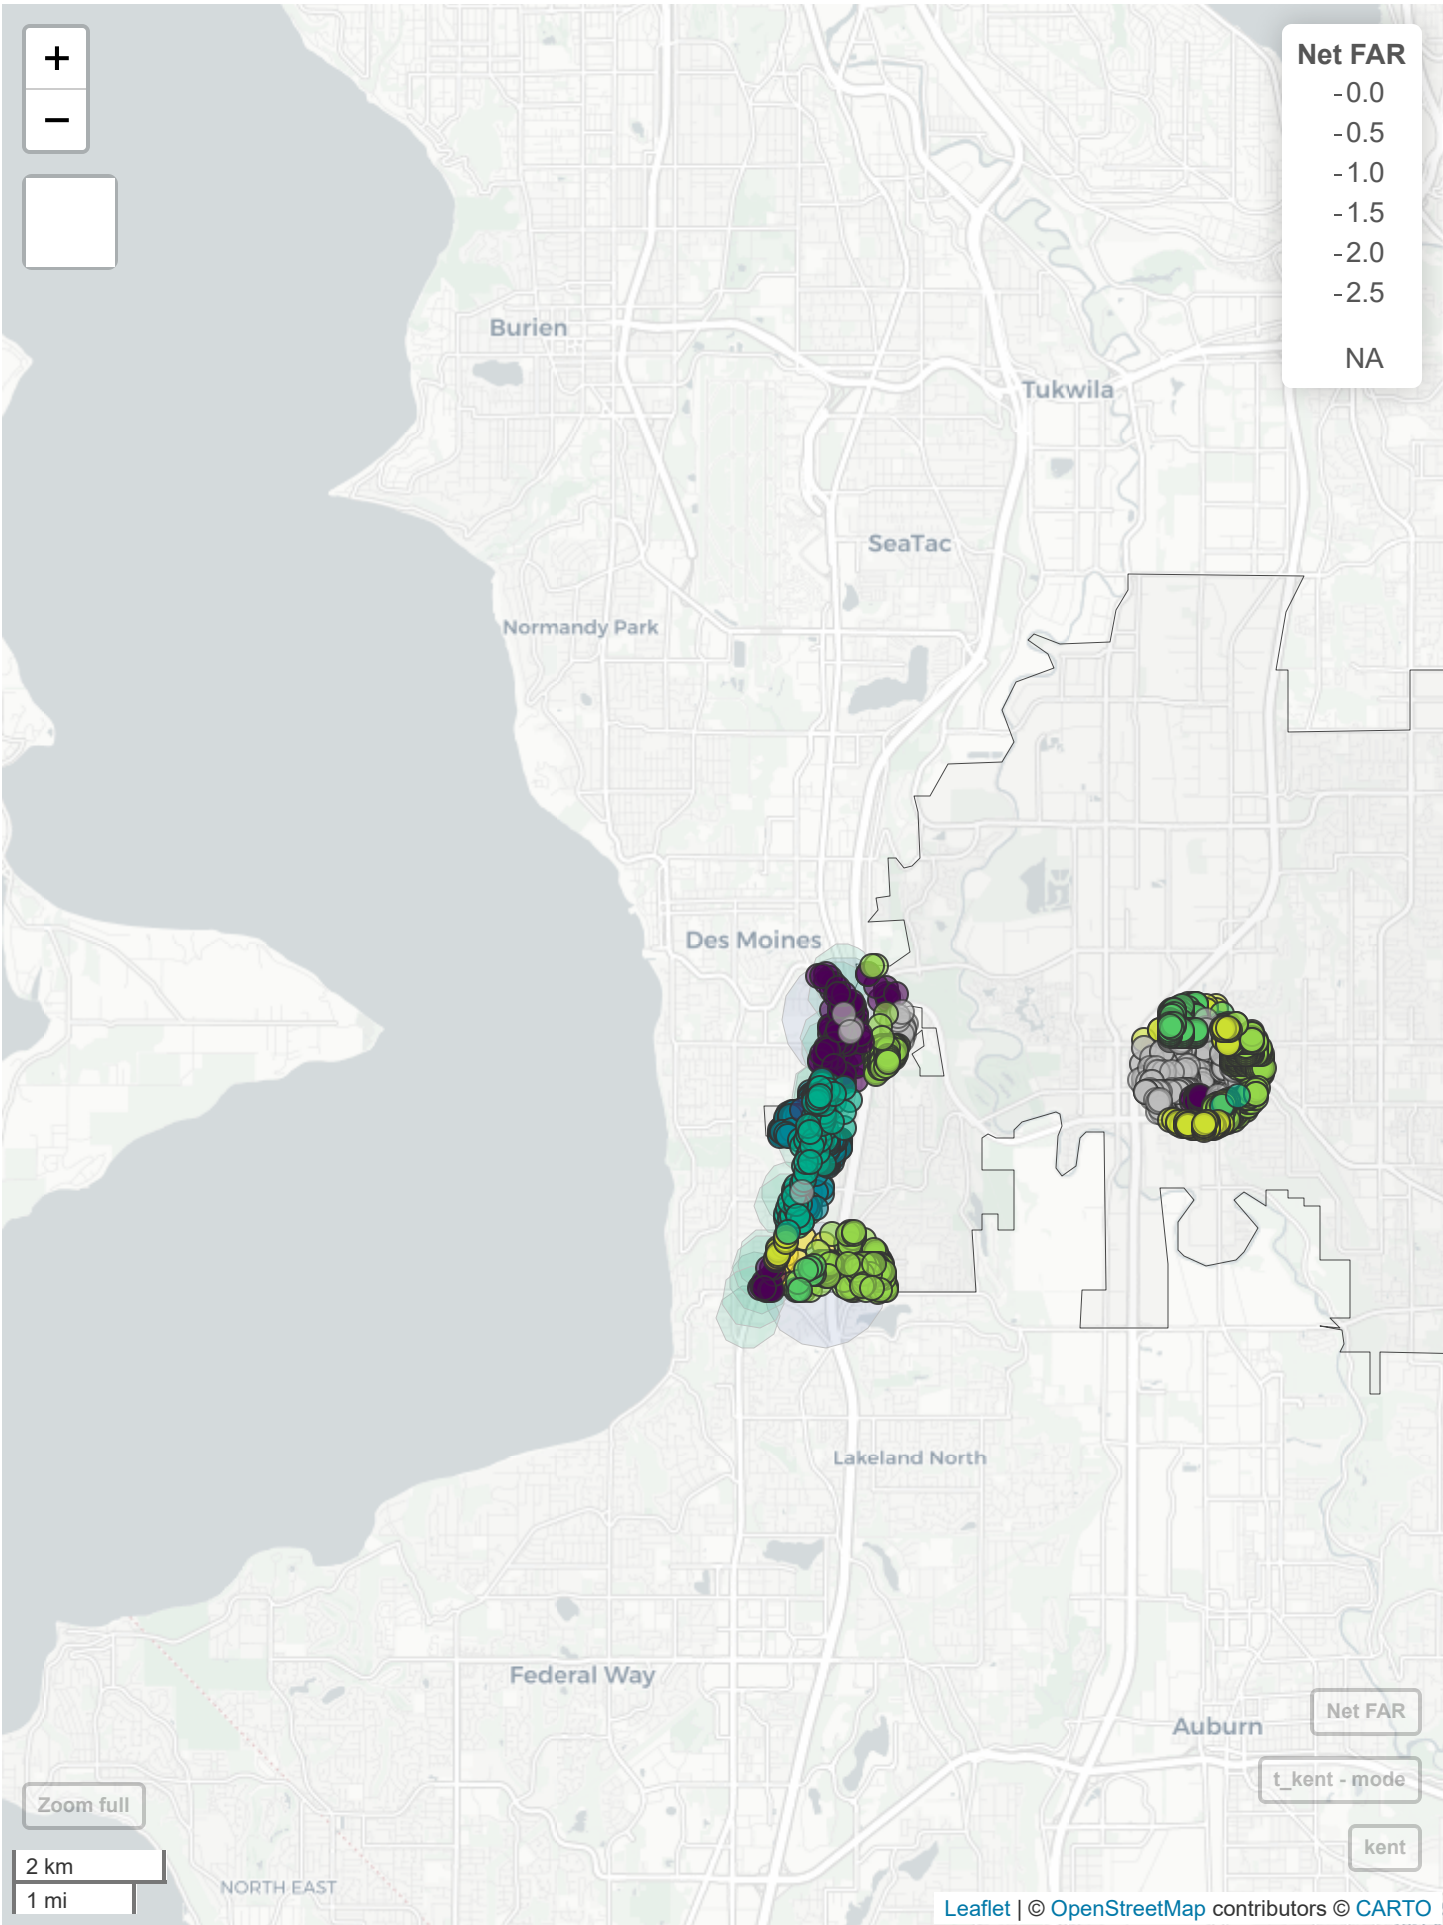 +
−
Net FAR
-0.0
-0.5
-1.0
-1.5
-2.0
-2.5
NA
Burien
Tukwila
SeaTac
Normandy Park
Des Moines
Lakeland North
Federal Way
Auburn
Net FAR
t_kent - mode
kent
Zoom full
2 km
1 mi
NORTH EAST
Leaflet | © OpenStreetMap contributors © CARTO